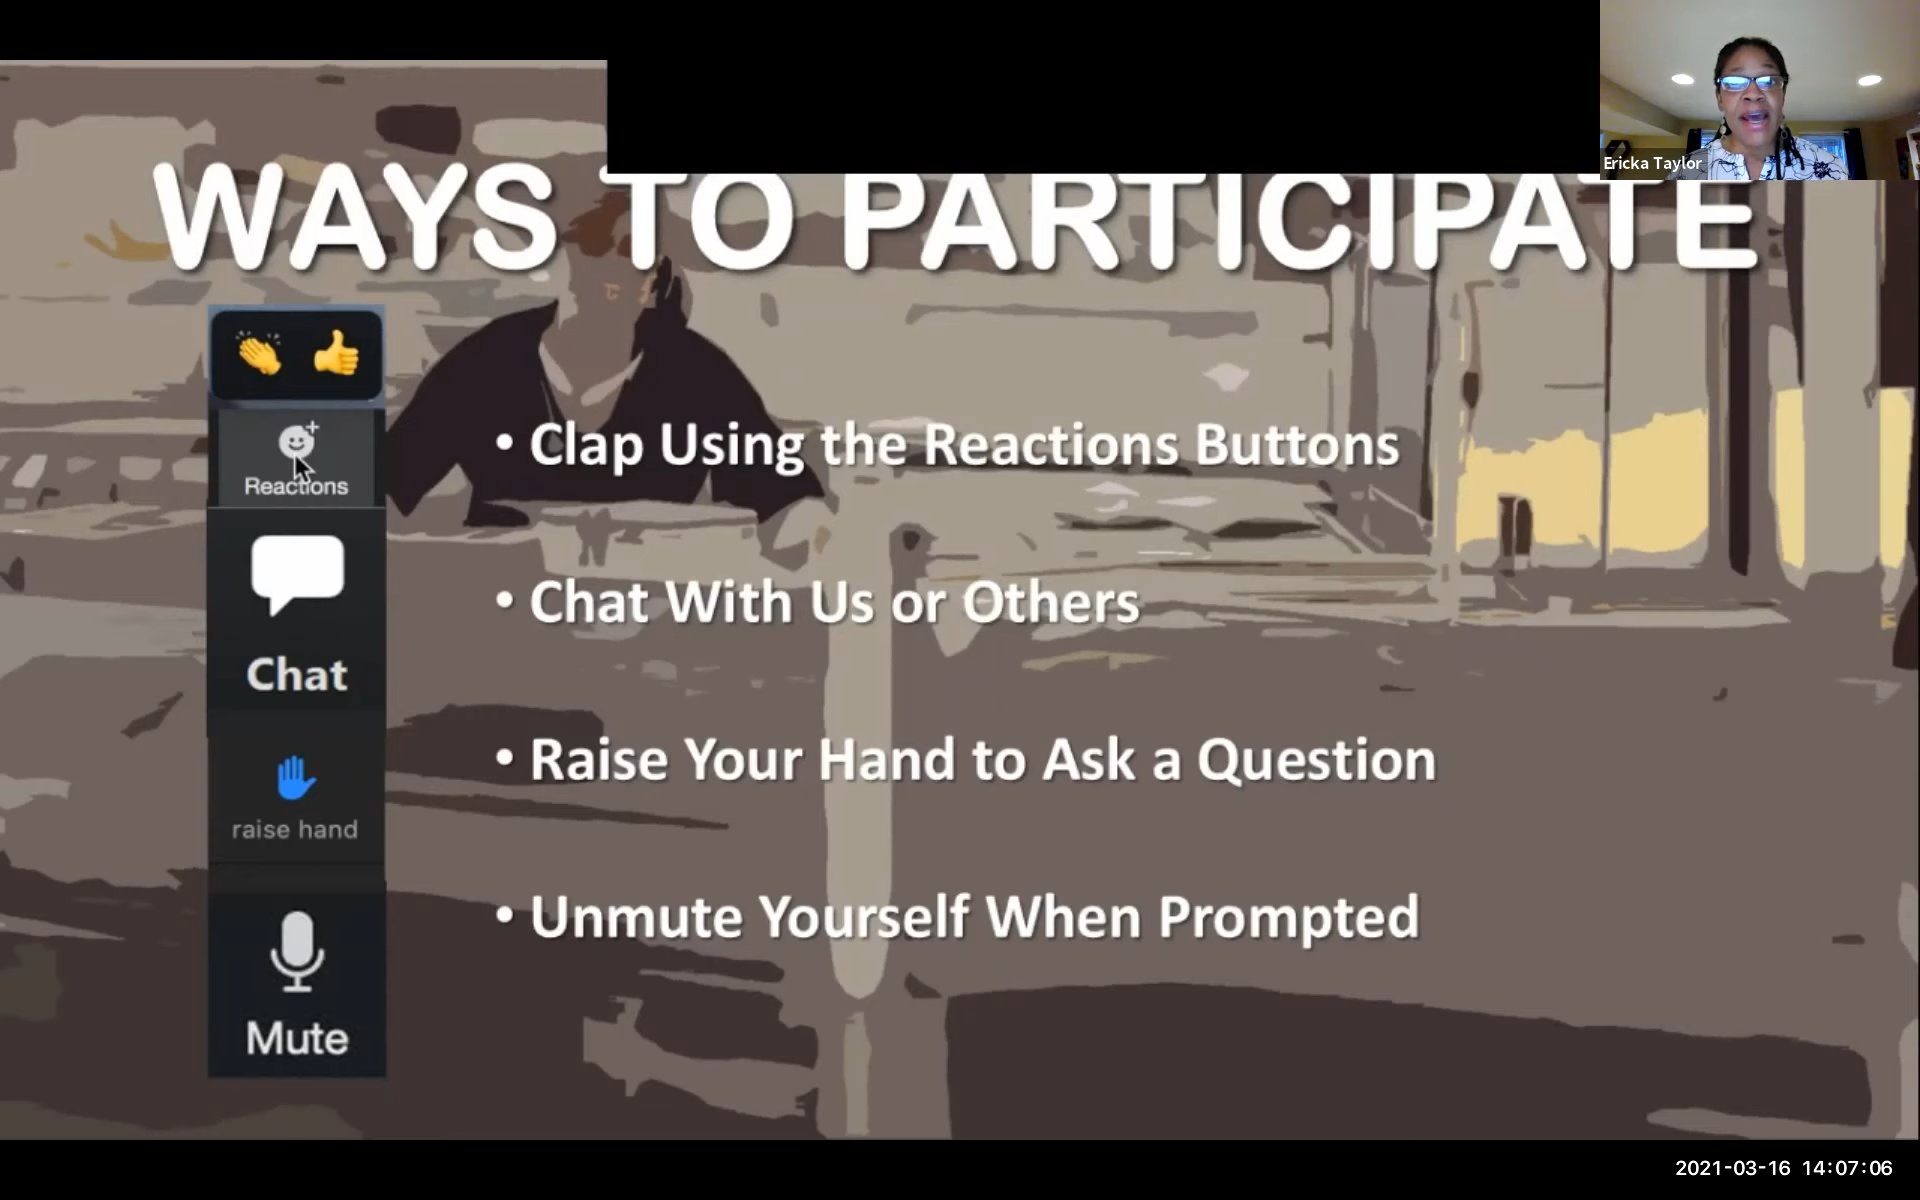 Ericka Taylor
WAYS TO PARTICIPATE
Reactions
• Clap Using the Reactions Buttons
Chat
• Chat With Us or Others
raise hand
• Raise Your Hand to Ask a Question
Mute
• Unmute Yourself When Prompted
2021-03-16 14:07:06